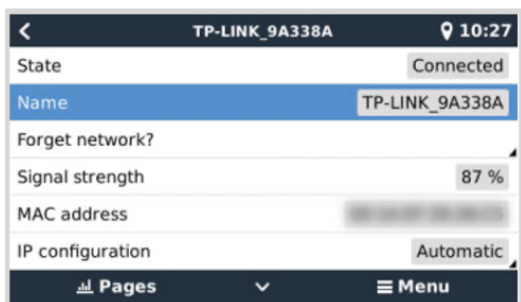 TP-LINK_9A338A 10:27
State Connected
Name TP-LINK_9A338A
Forget network?
Signal strength 87 %
MAC address
IP configuration Automatic
Pages Menu